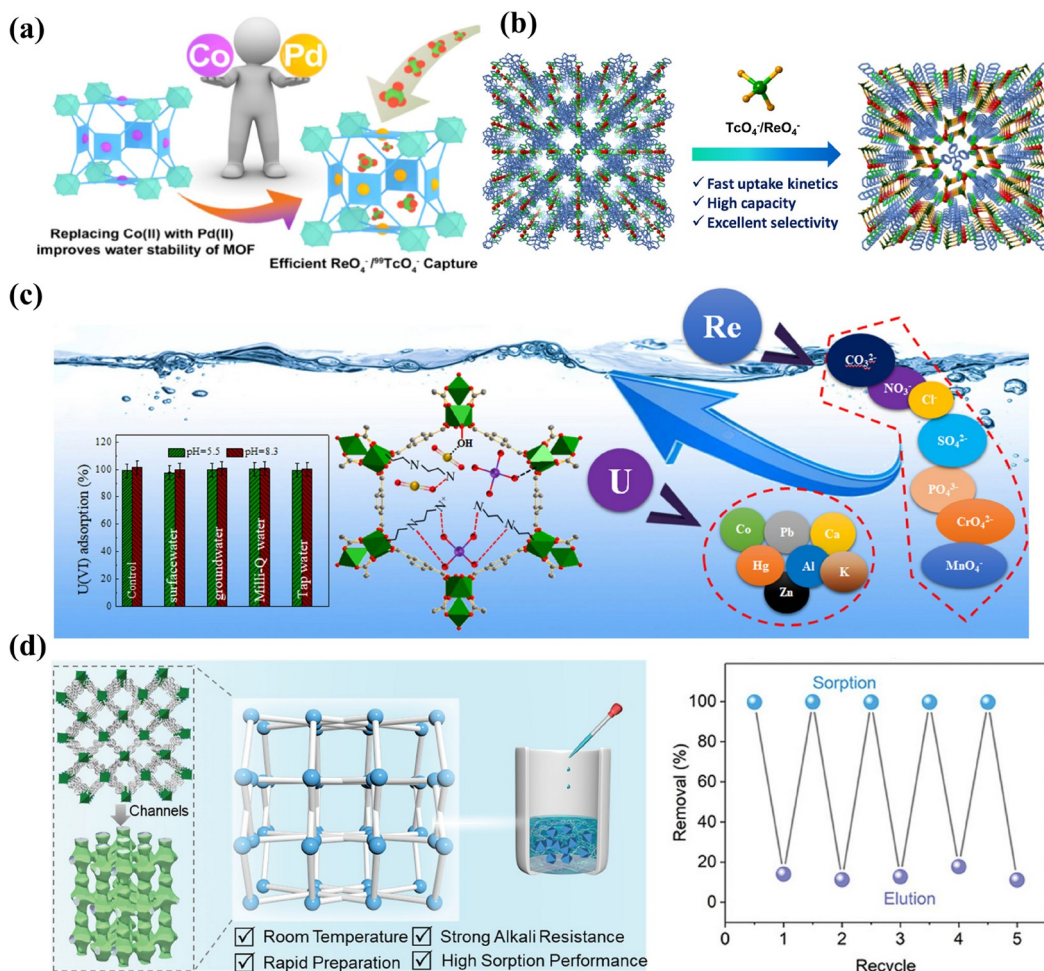 (a)
Co
Pd
Replacing Co(II) with Pd(II)
improves water stability of MOF
Efficient ReO₄⁻/⁹⁹TcO₄⁻ Capture
(b)
TcO₄⁻/ReO₄⁻
✓ Fast uptake kinetics
✓ High capacity
✓ Excellent selectivity
(c)
Re
CO₃²⁻
NO₃⁻
Cl⁻
SO₄²⁻
PO₄³⁻
CrO₄²⁻
MnO₄⁻
U
Co
Pb
Ca
Hg
Al
K
Zn
U(VI) adsorption (%)
120
100
80
60
40
20
0
pH=5.5
pH=8.3
Control
surfacewater
groundwater
Milli-Q water
Tap water
OH
N
N
N
N
N
N
(d)
Channels
☑ Room Temperature
☑ Strong Alkali Resistance
☑ Rapid Preparation
☑ High Sorption Performance
Removal (%)
100
80
60
40
20
0
Sorption
Elution
0
1
2
3
4
5
Recycle